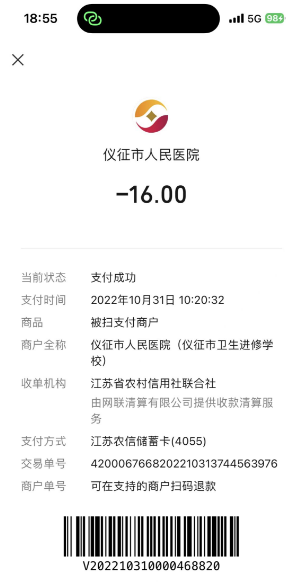 18:55
5G 98+
仪征市人民医院
-16.00
当前状态 支付成功
支付时间 2022年10月31日 10:20:32
商品 被扫支付商户
商户全称 仪征市人民医院（仪征市卫生进修学
校）
收单机构 江苏省农村信用社联合社
由网联清算有限公司提供收款清算服
务
支付方式 江苏农信储蓄卡(4055)
交易单号 4200067668202210313744563976
商户单号 可在支持的商户扫码退款
V202210310000468820